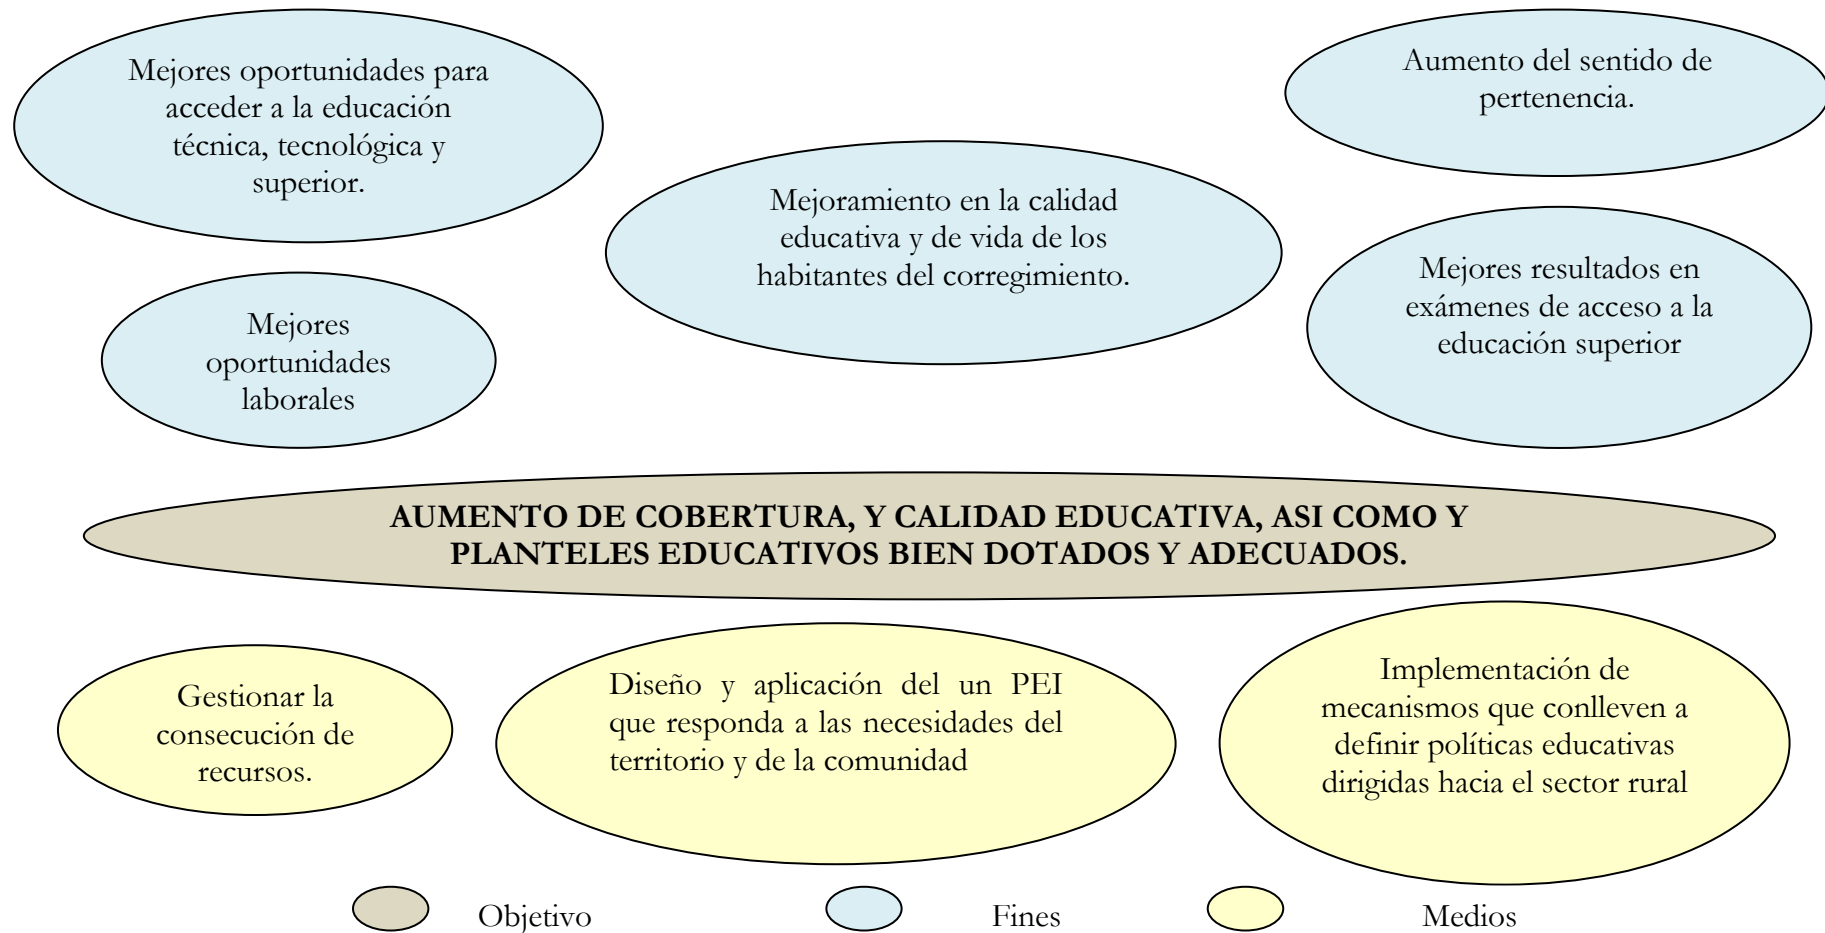 Mejores oportunidades para
acceder a la educación
técnica, tecnológica y
superior.
Aumento del sentido de
pertenencia.
Mejoramiento en la calidad
educativa y de vida de los
habitantes del corregimiento.
Mejores
oportunidades
laborales
Mejores resultados en
exámenes de acceso a la
educación superior
AUMENTO DE COBERTURA, Y CALIDAD EDUCATIVA, ASI COMO Y
PLANTELES EDUCATIVOS BIEN DOTADOS Y ADECUADOS.
Gestionar la
consecución de
recursos.
Diseño y aplicación del un PEI
que responda a las necesidades del
territorio y de la comunidad
Implementación de
mecanismos que conlleven a
definir políticas educativas
dirigidas hacia el sector rural
Objetivo
Fines
Medios